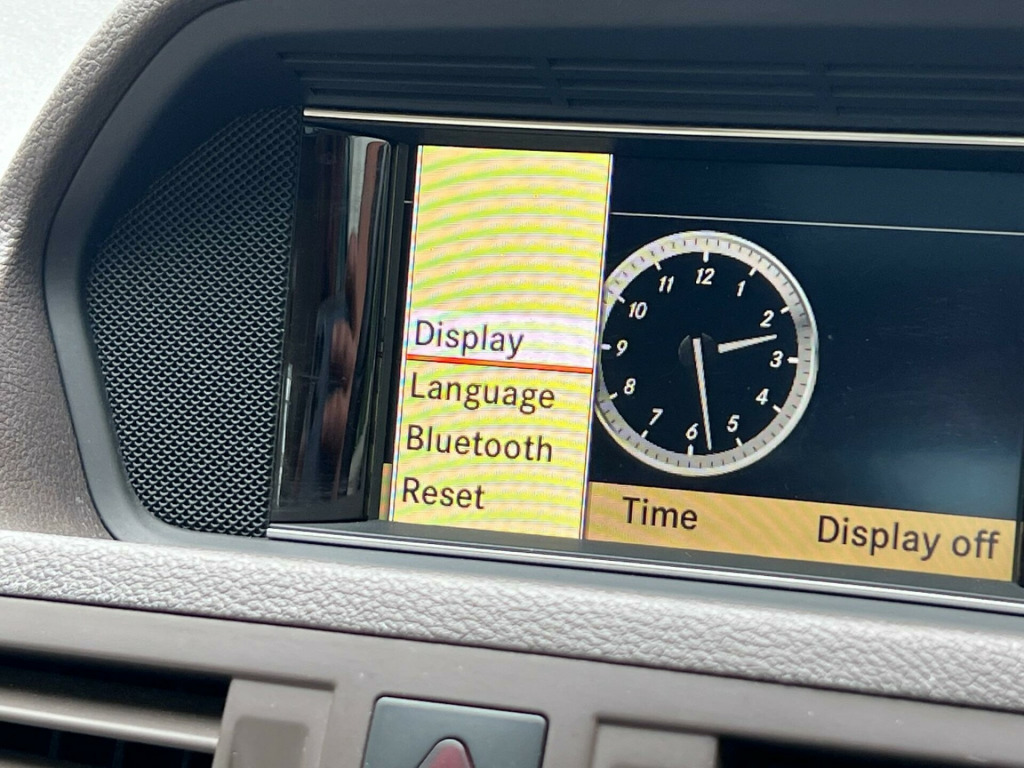 Display
Language
Bluetooth
Reset
12
1
2
3
4
5
6
7
8
9
10
11
Time
Display off